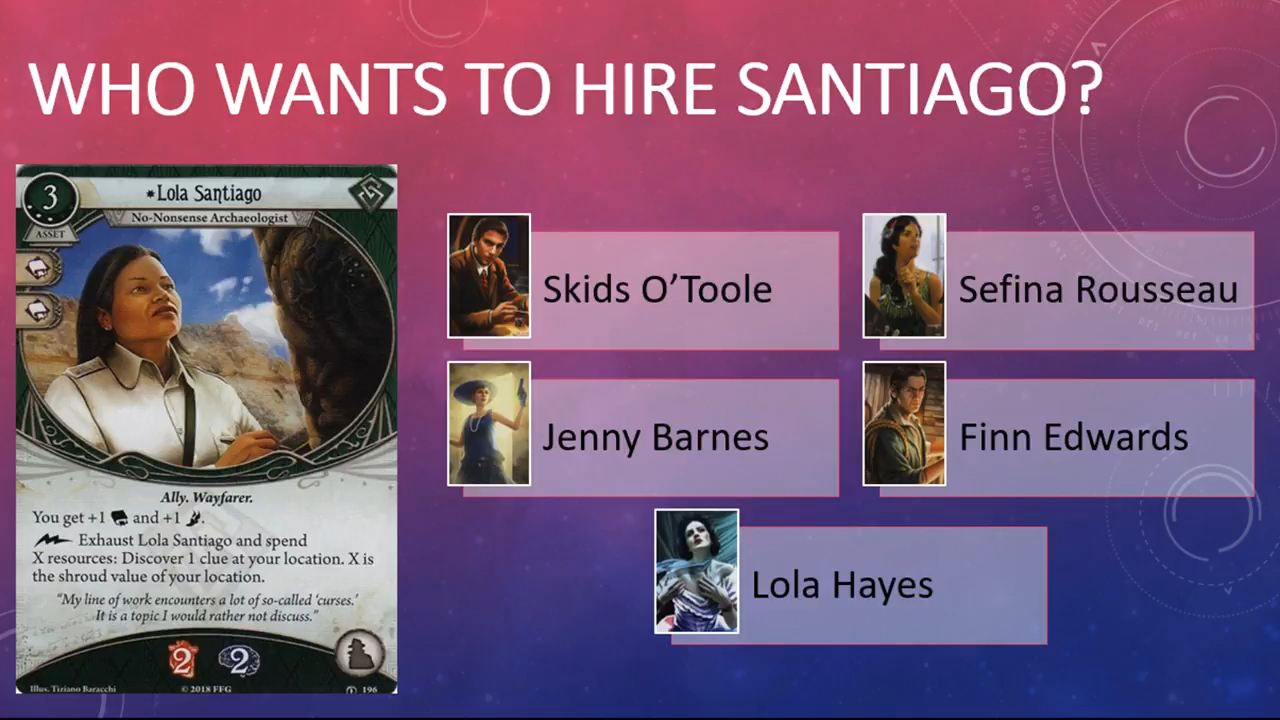 WHO WANTS TO HIRE SANTIAGO?
3
Lola Santiago
No-Nonsense Archaeologist
ASSET
Ally. Wayfarer.
You get +1 and +1 .
Exhaust Lola Santiago and spend
X resources: Discover 1 clue at your location. X is
the shroud value of your location.
"My line of work encounters a lot of so-called 'curses.'
It is a topic I would rather not discuss."
2 2
Illus. Tiziano Baracchi © 2018 FFG 196
Skids O'Toole
Sefina Rousseau
Jenny Barnes
Finn Edwards
Lola Hayes